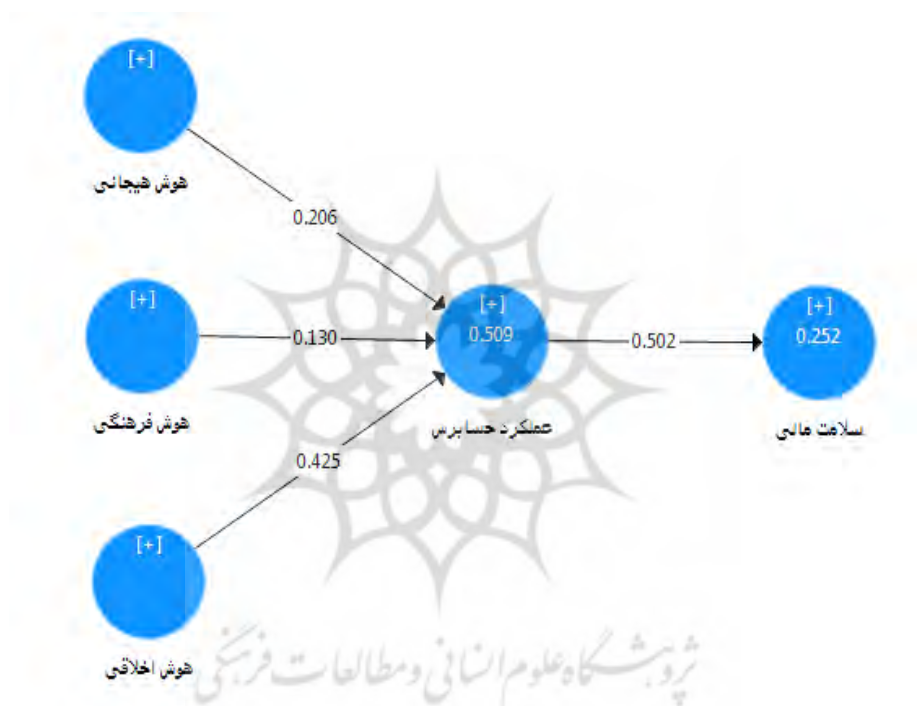 [+]
هوش هیجانی
0.206
[+]
هوش فرهنگی
0.130
[+]
0.509
عملکرد حسابرس
0.502
[+]
0.252
سلامت مالی
0.425
[+]
هوش اخلاقی
پژوهشگاه علوم انسانی و مطالعات فرهنگی